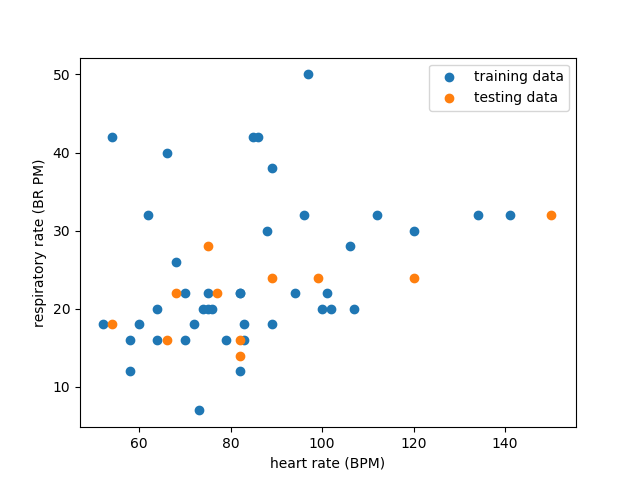 training data
testing data
50
40
30
20
10
respiratory rate (BR PM)
60 80 100 120 140
heart rate (BPM)